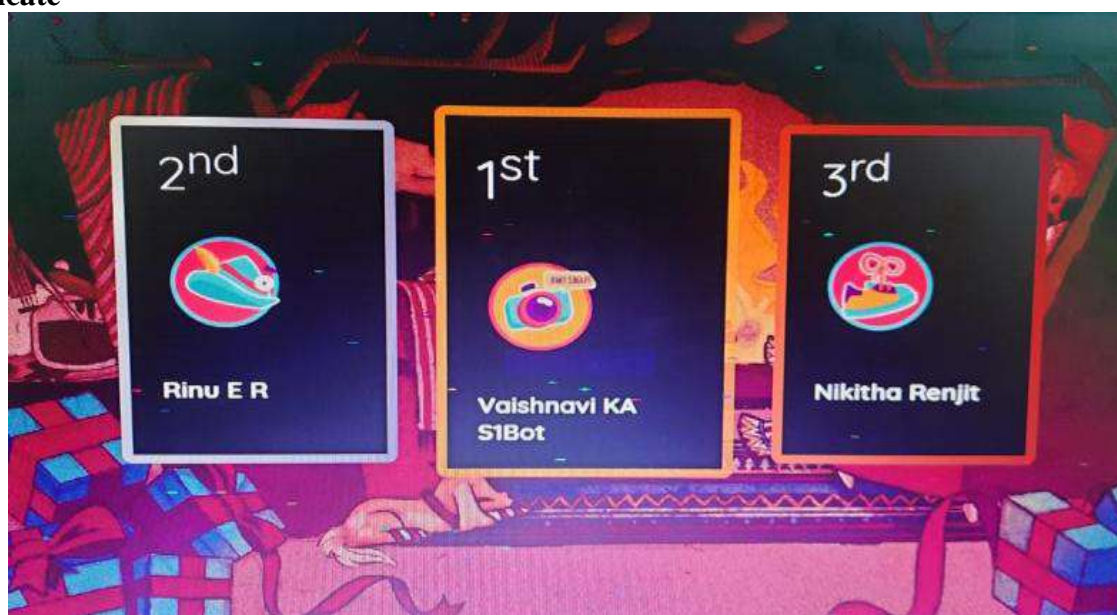 2nd
Rinu E R
1st
Vaishnavi KA
S1Bot
3rd
Nikitha Renjit